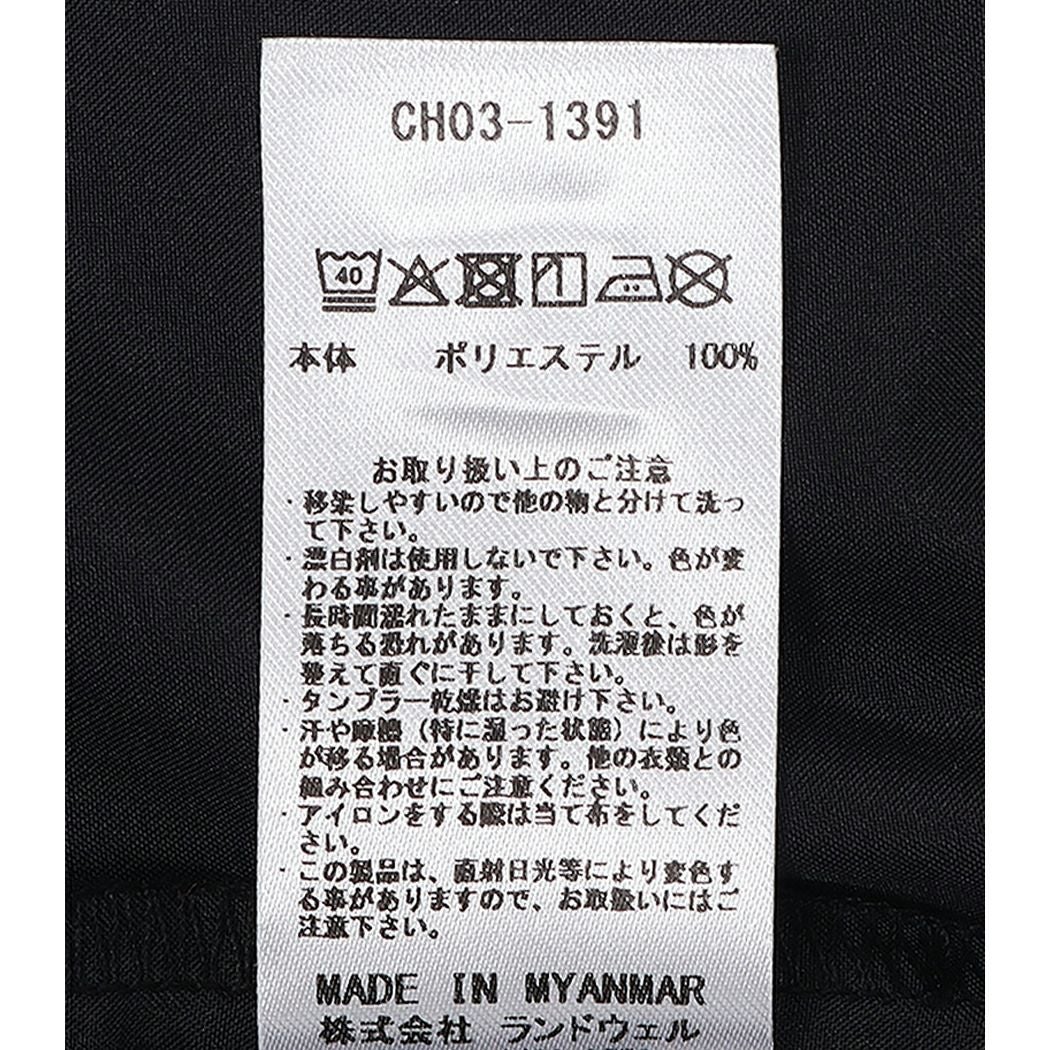 CH03-1391
40
本体 ポリエステル 100%
お取り扱い上のご注意
・移染しやすいので他の物と分けて洗っ
て下さい。
・漂白剤は使用しないで下さい。色が変
わる事があります。
・長時間濡れたままにしておくと、色が
落ちる恐れがあります。洗濯後は形を
整えて直ぐに干して下さい。
・タンブラー乾燥はお避け下さい。
・汗や摩擦（特に湿った状態）により色
が移る場合があります。他の衣類との
組み合わせにご注意ください。
・アイロンをする際は当て布をしてくだ
さい。
・この製品は、直射日光等により変色す
る事がありますので、お取扱いにはご
注意下さい。
MADE IN MYANMAR
株式会社 ランドウェル